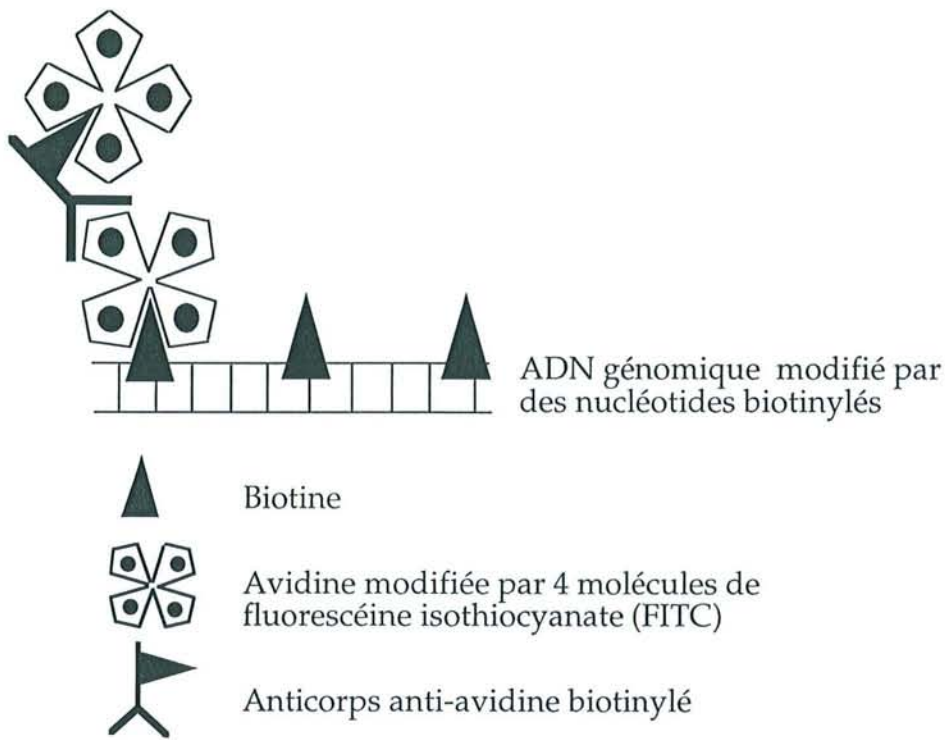 ADN génomique modifié par
des nucléotides biotinylés
Biotine
Avidine modifiée par 4 molécules de
fluorescéine isothiocyanate (FITC)
Anticorps anti-avidine biotinylé